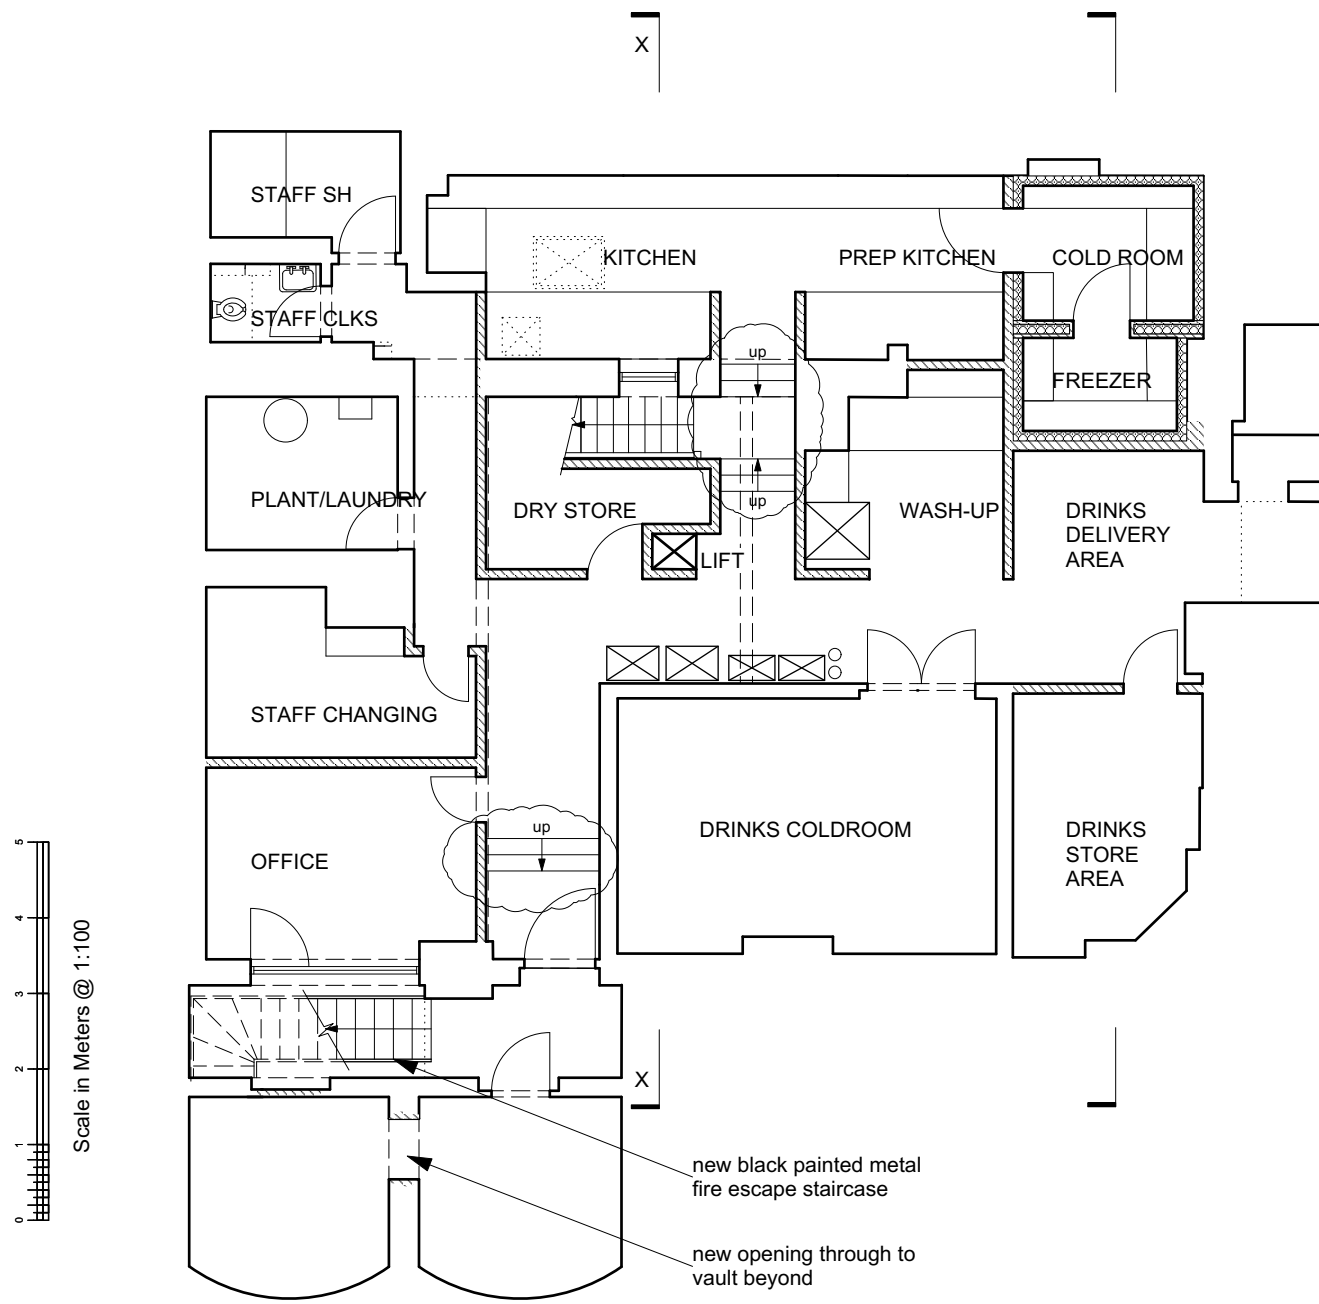 X
STAFF SH
KITCHEN
PREP KITCHEN
COLD ROOM
STAFF CLKS
up
FREEZER
PLANT/LAUNDRY
DRY STORE
up
WASH-UP
DRINKS
DELIVERY
AREA
LIFT
STAFF CHANGING
DRINKS COLDROOM
DRINKS
STORE
AREA
up
OFFICE
5
4
3
2
1
0
Scale in Meters @ 1:100
X
new black painted metal
fire escape staircase
new opening through to
vault beyond